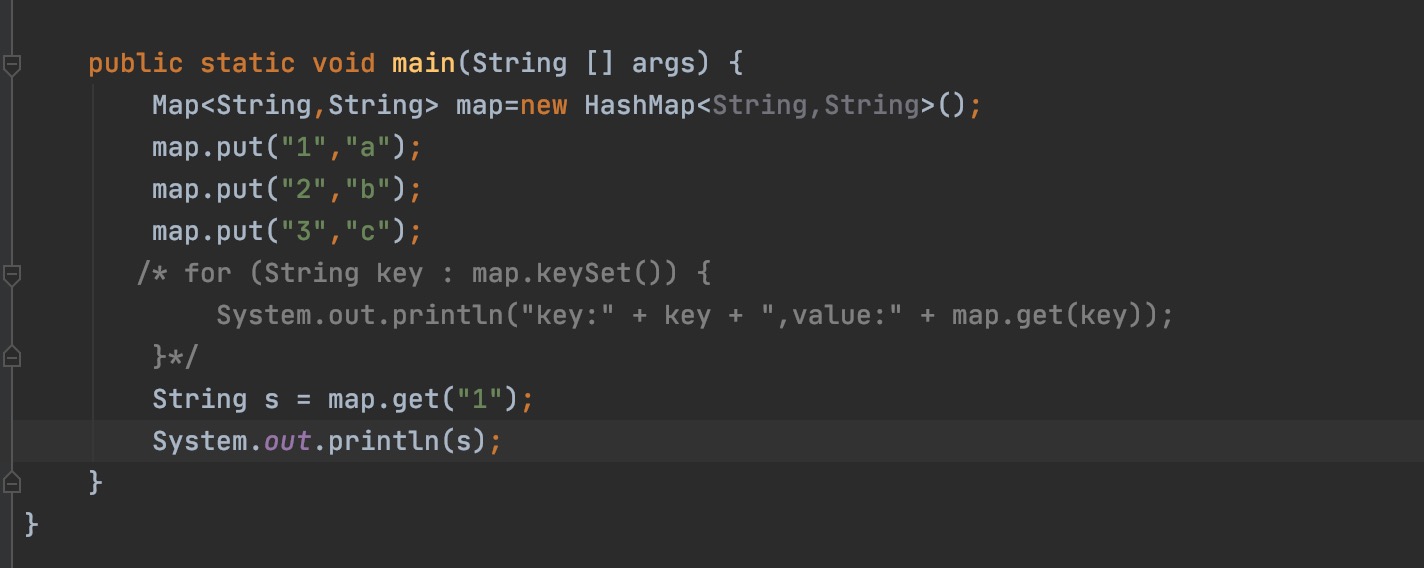 public static void main(String [] args) {
Map<String,String> map=new HashMap<String,String>();
map.put("1","a");
map.put("2","b");
map.put("3","c");
/* for (String key : map.keySet()) {
System.out.println("key:" + key + ",value:" + map.get(key));
}*/
String s = map.get("1");
System.out.println(s);
}
}